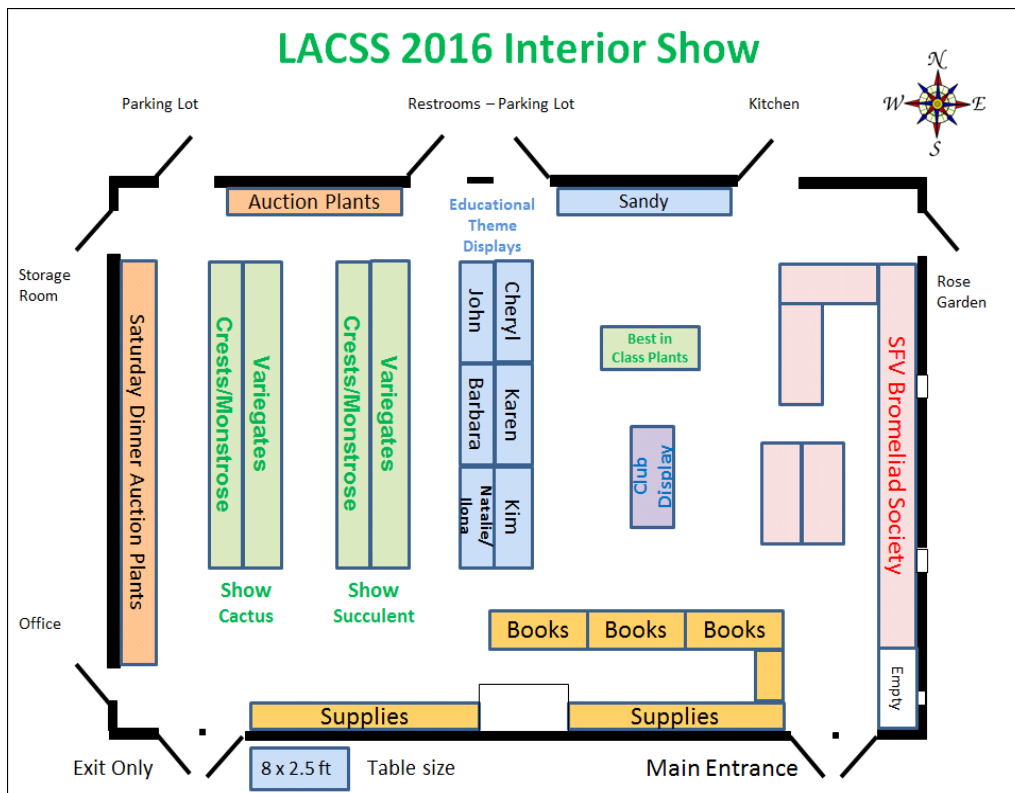 LACSS 2016 Interior Show
N
W
E
S
Parking Lot
Restrooms – Parking Lot
Kitchen
Auction Plants
Educational
Theme
Displays
Sandy
Storage
Room
Rose
Garden
Saturday Dinner Auction Plants
Crests/Monstrose
Variegates
Crests/Monstrose
Variegates
John
Cheryl
Barbara
Karen
Natalie/
Ilona
Kim
Best in
Class Plants
Club
Display
SFV Bromeliad Society
Show
Cactus
Show
Succulent
Office
Books
Books
Books
Empty
Supplies
Supplies
Exit Only
8 x 2.5 ft
Table size
Main Entrance